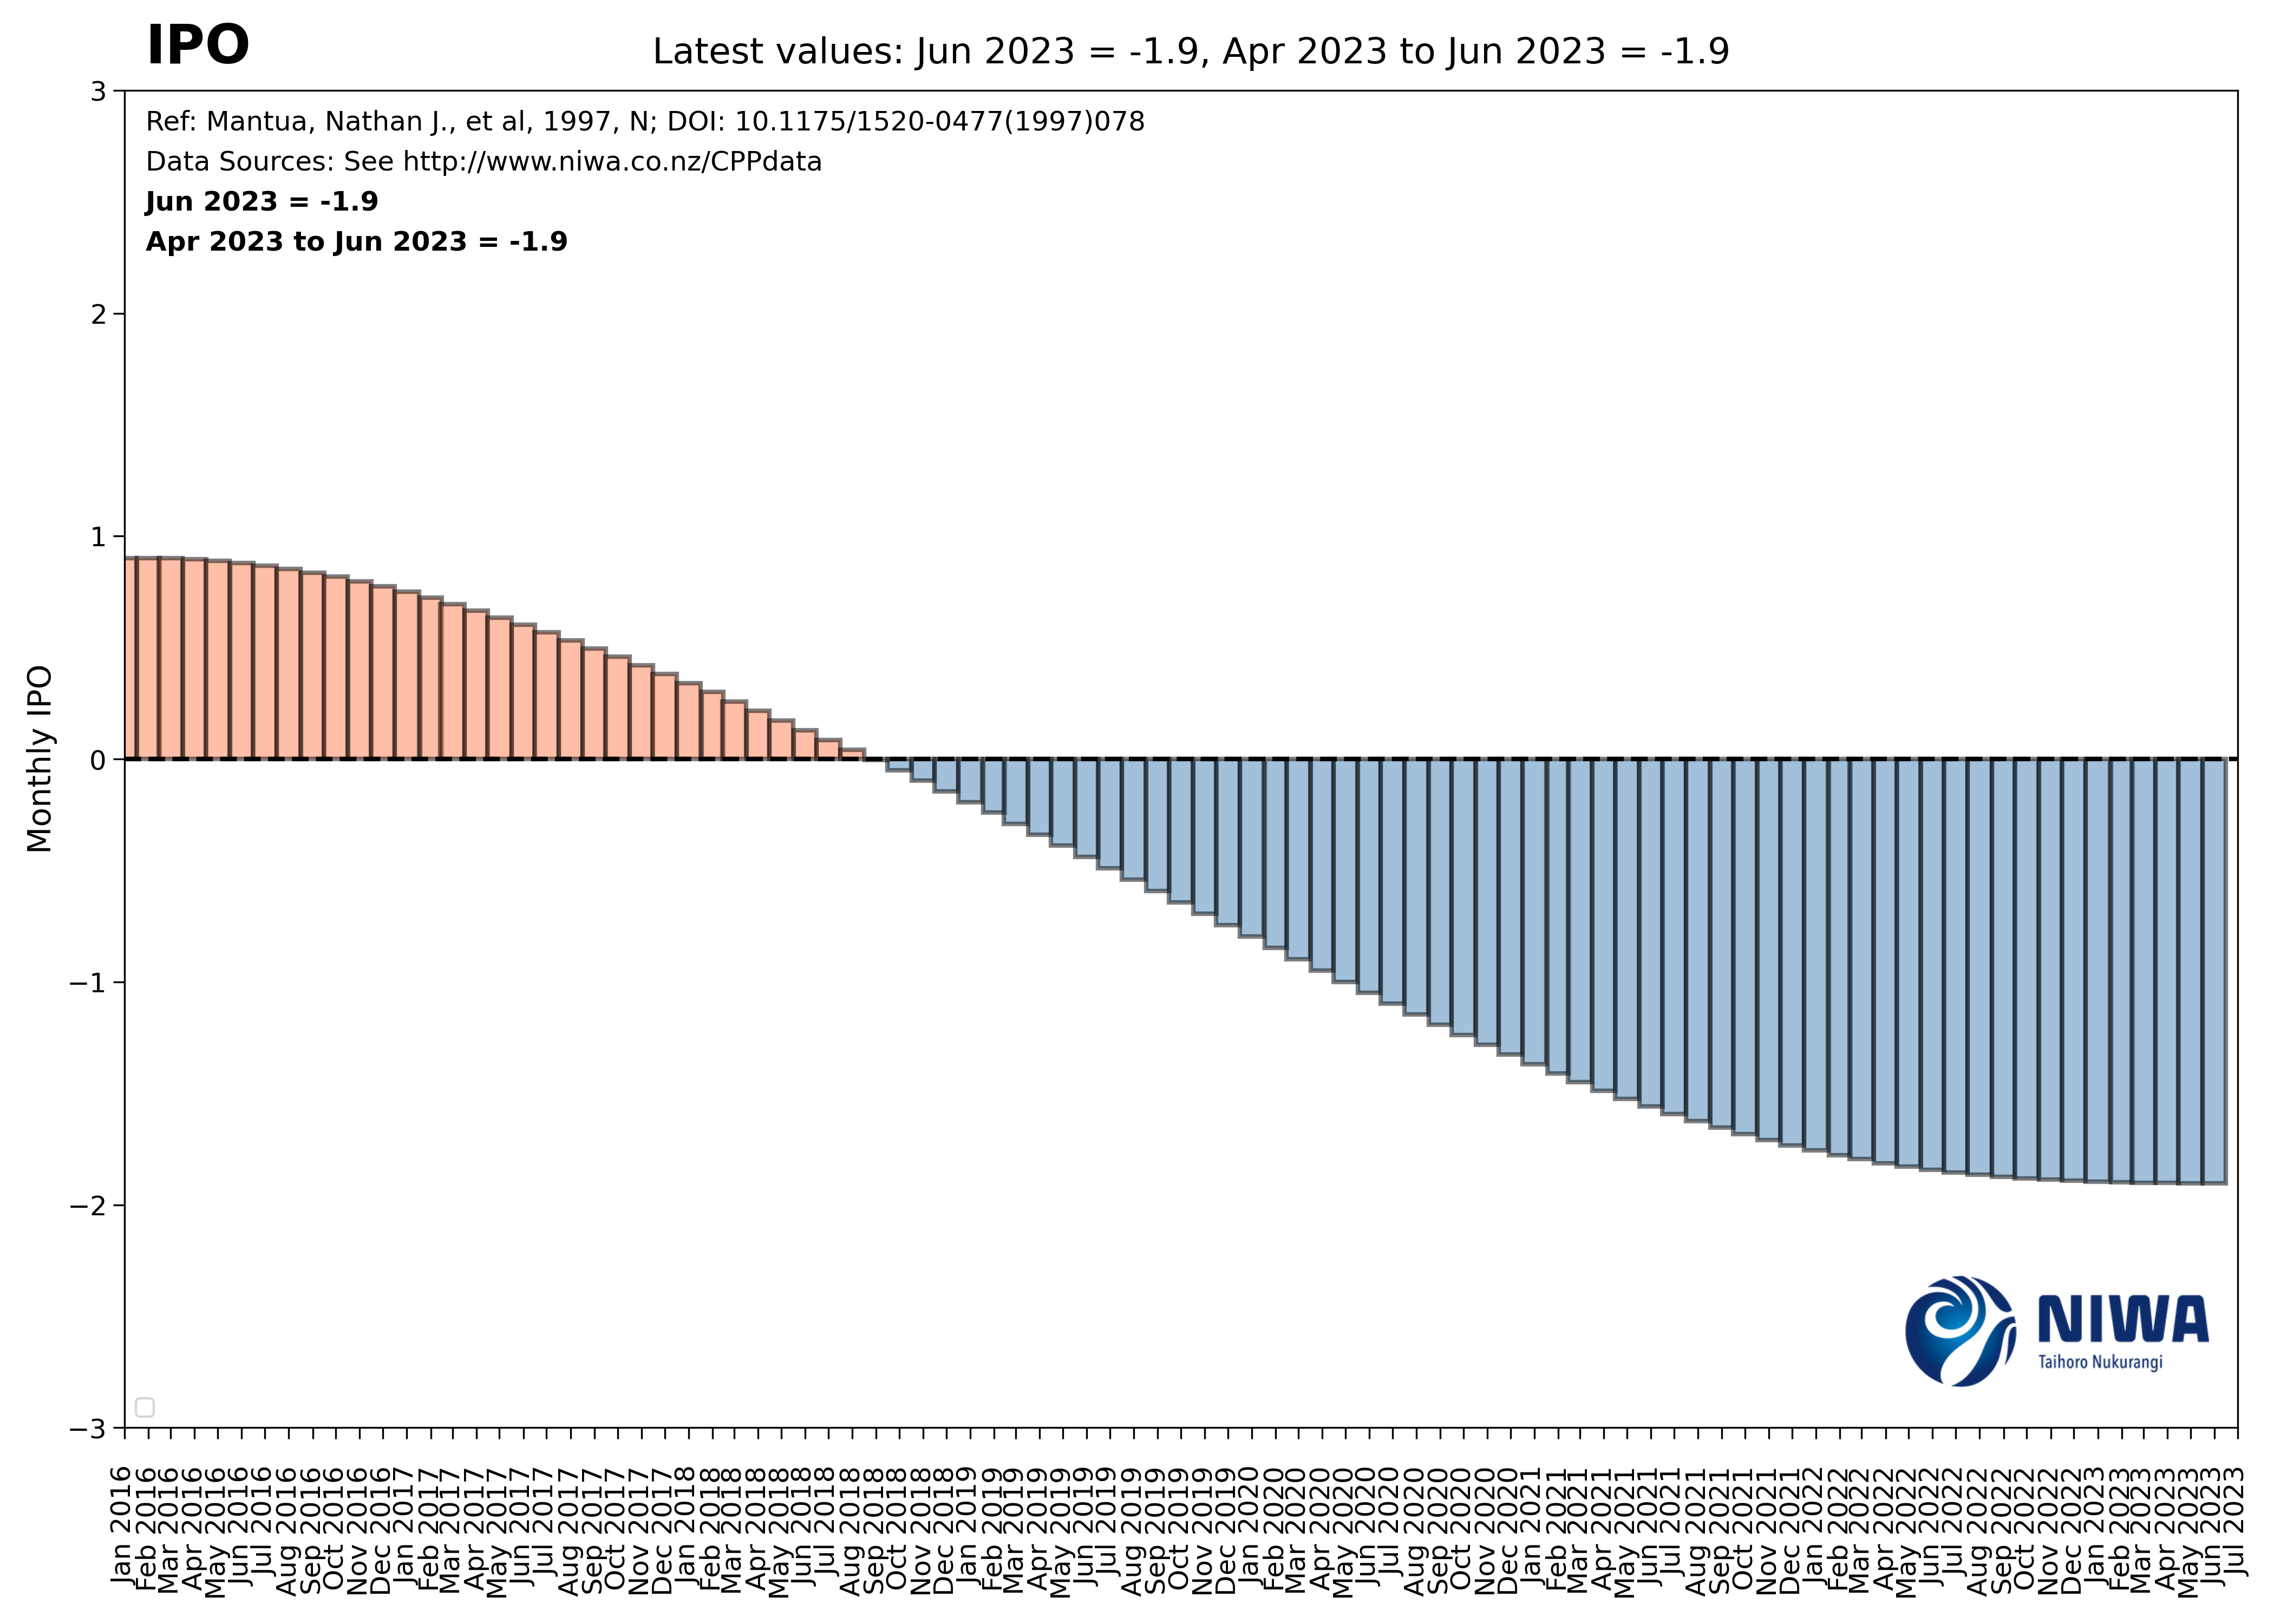 IPO
Latest values: Jun 2023 = -1.9, Apr 2023 to Jun 2023 = -1.9
Ref: Mantua, Nathan J., et al, 1997, N; DOI: 10.1175/1520-0477(1997)078
Data Sources: See http://www.niwa.co.nz/CPPdata
Jun 2023 = -1.9
Apr 2023 to Jun 2023 = -1.9
Monthly IPO
3
2
1
0
−1
−2
−3
NIWA
Taihoro Nukurangi
Jan 2016
Feb 2016
Mar 2016
Apr 2016
May 2016
Jun 2016
Jul 2016
Aug 2016
Sep 2016
Oct 2016
Nov 2016
Dec 2016
Jan 2017
Feb 2017
Mar 2017
Apr 2017
May 2017
Jun 2017
Jul 2017
Aug 2017
Sep 2017
Oct 2017
Nov 2017
Dec 2017
Jan 2018
Feb 2018
Mar 2018
Apr 2018
May 2018
Jun 2018
Jul 2018
Aug 2018
Sep 2018
Oct 2018
Nov 2018
Dec 2018
Jan 2019
Feb 2019
Mar 2019
Apr 2019
May 2019
Jun 2019
Jul 2019
Aug 2019
Sep 2019
Oct 2019
Nov 2019
Dec 2019
Jan 2020
Feb 2020
Mar 2020
Apr 2020
May 2020
Jun 2020
Jul 2020
Aug 2020
Sep 2020
Oct 2020
Nov 2020
Dec 2020
Jan 2021
Feb 2021
Mar 2021
Apr 2021
May 2021
Jun 2021
Jul 2021
Aug 2021
Sep 2021
Oct 2021
Nov 2021
Dec 2021
Jan 2022
Feb 2022
Mar 2022
Apr 2022
May 2022
Jun 2022
Jul 2022
Aug 2022
Sep 2022
Oct 2022
Nov 2022
Dec 2022
Jan 2023
Feb 2023
Mar 2023
Apr 2023
May 2023
Jun 2023
Jul 2023